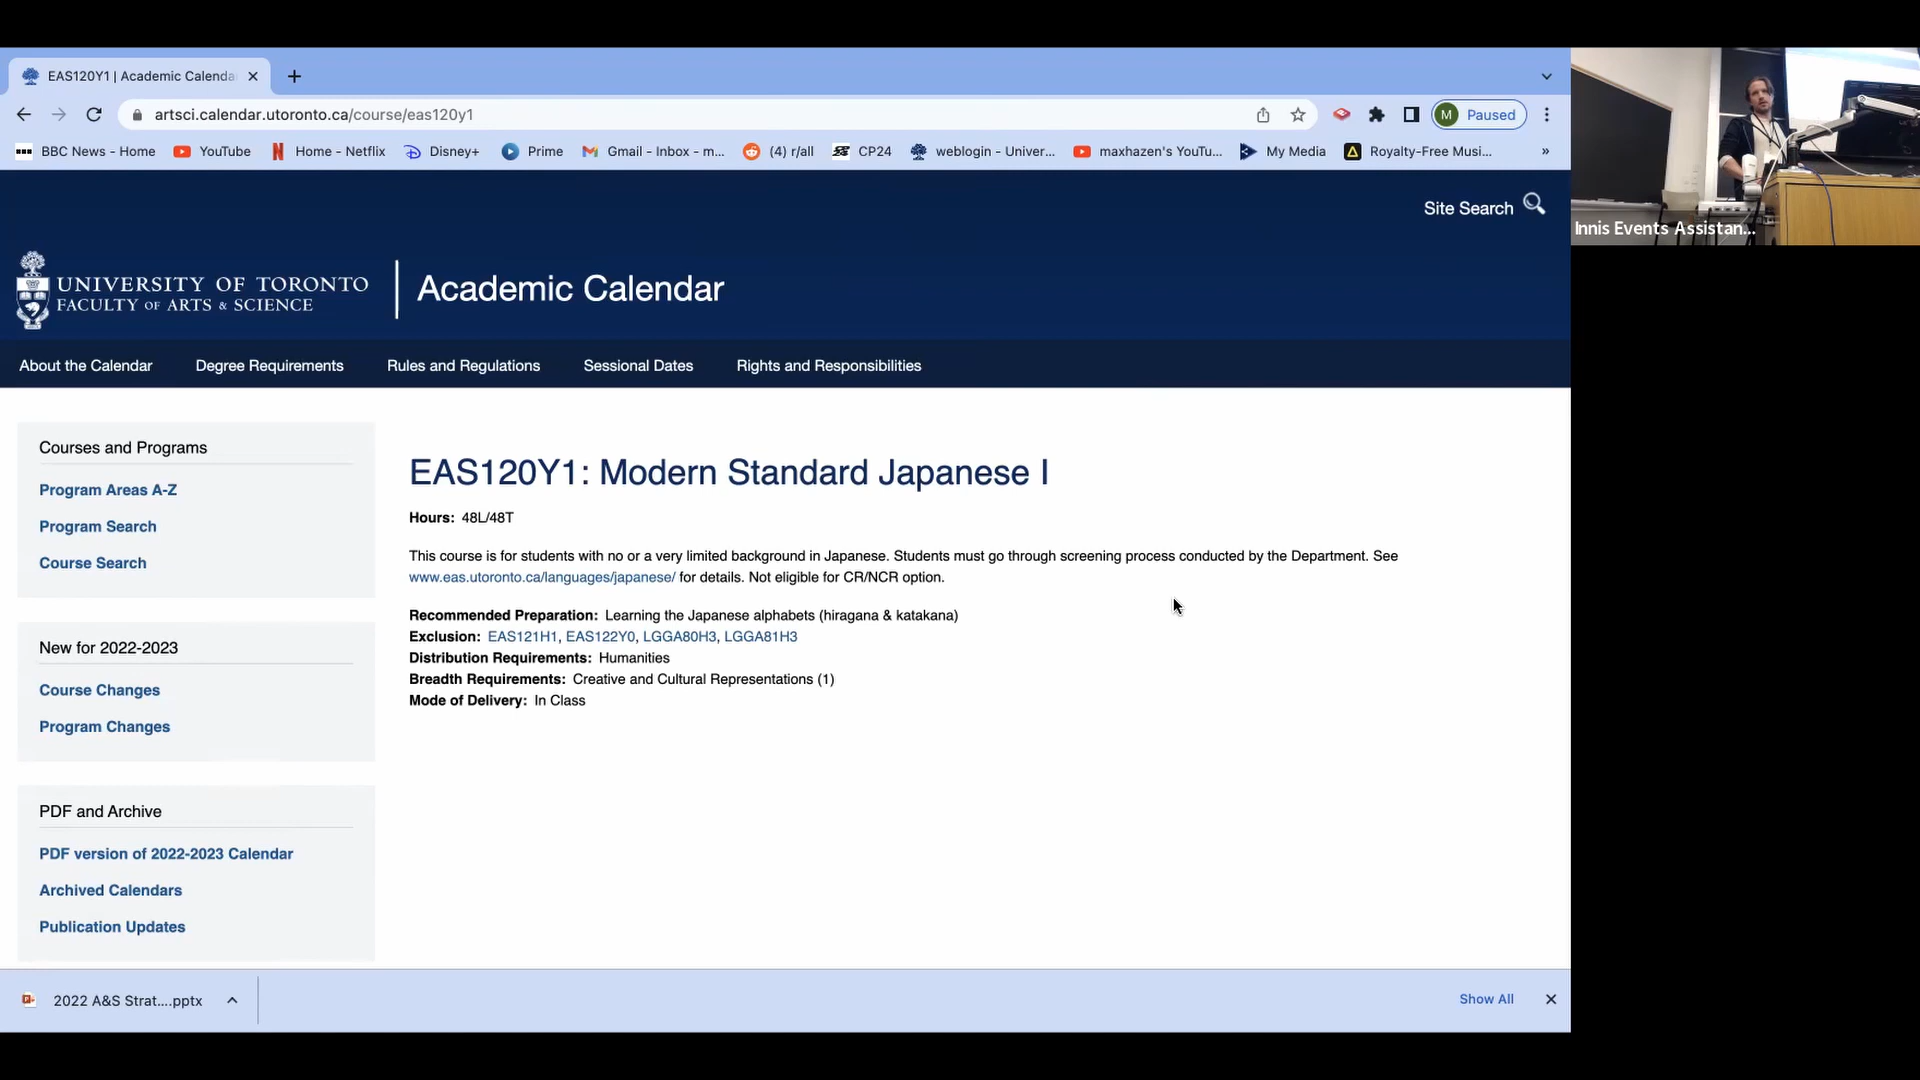 EAS120Y1 | Academic Calenda
artsci.calendar.utoronto.ca/course/eas120y1
M Paused
BBC News - Home YouTube Home - Netflix Disney+ Prime Gmail - Inbox - m... (4) r/all CP24 weblogin - Univer... maxhazen's YouTu... My Media Royalty-Free Musi... »
Site Search
UNIVERSITY OF TORONTO
FACULTY OF ARTS & SCIENCE
Academic Calendar
About the Calendar Degree Requirements Rules and Regulations Sessional Dates Rights and Responsibilities
Courses and Programs
Program Areas A-Z
Program Search
Course Search
New for 2022-2023
Course Changes
Program Changes
PDF and Archive
PDF version of 2022-2023 Calendar
Archived Calendars
Publication Updates
EAS120Y1: Modern Standard Japanese I
Hours: 48L/48T
This course is for students with no or a very limited background in Japanese. Students must go through screening process conducted by the Department. See
www.eas.utoronto.ca/languages/japanese/ for details. Not eligible for CR/NCR option.
Recommended Preparation: Learning the Japanese alphabets (hiragana & katakana)
Exclusion: EAS121H1, EAS122Y0, LGGA80H3, LGGA81H3
Distribution Requirements: Humanities
Breadth Requirements: Creative and Cultural Representations (1)
Mode of Delivery: In Class
2022 A&S Strat....pptx
Show All
Innis Events Assistan...